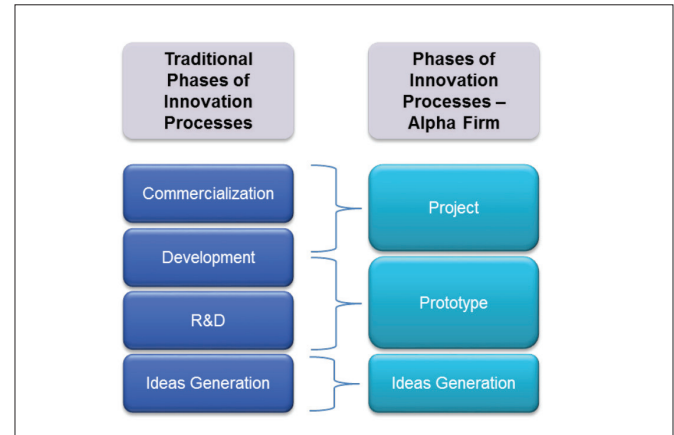 Traditional
Phases of
Innovation
Processes
Phases of
Innovation
Processes –
Alpha Firm
Commercialization
Development
R&D
Ideas Generation
Project
Prototype
Ideas Generation